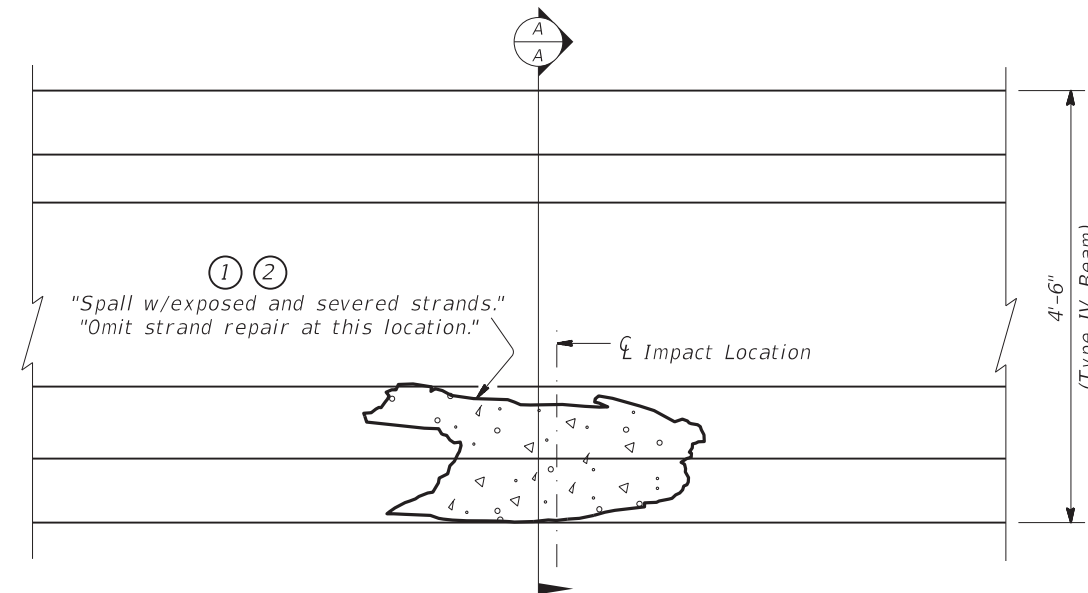 A
A
1 2
"Spall w/exposed and severed strands."
"Omit strand repair at this location."
℄ Impact Location
4'-6"
(Type IV Beam)